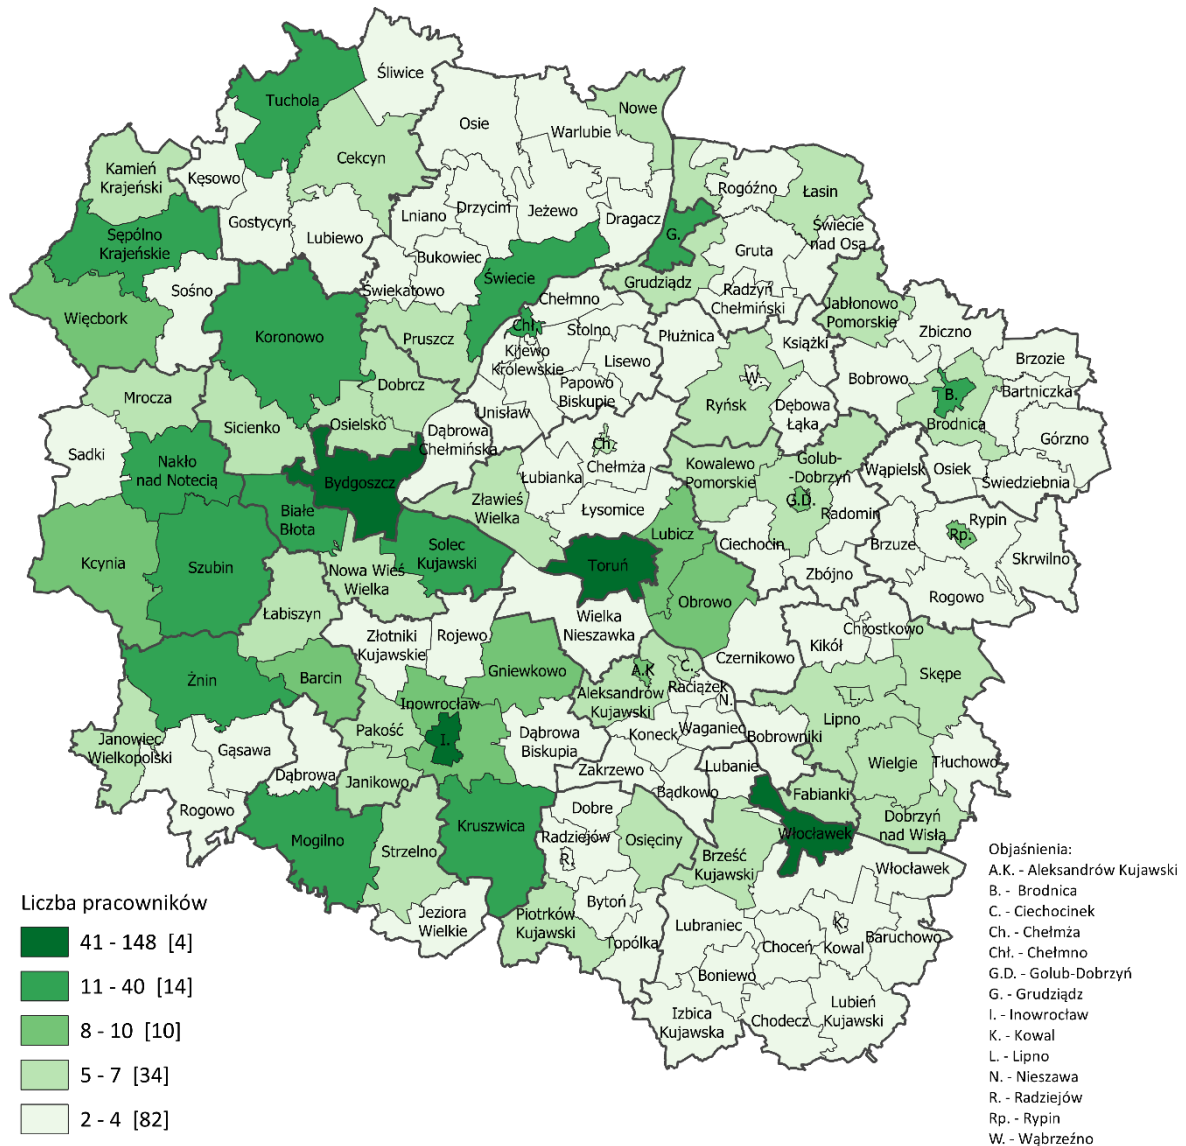 Śliwice
Tuchola
Nowe
Osie
Warlubie
Cekcyn
Kamień
Krajeński
Kęsowo
Rogóźno
Łasin
Lniano
Drzycim
Jeżewo
Dragacz
Gostycyn
Lubiewo
Świecie
nad Osą
Sępólno
Krajeńskie
G.
Gruta
Bukowiec
Świecie
Sośno
Świekatowo
Grudziądz
Radzyń
Chełmiński
Chełmno
Jabłonowo
Pomorskie
Więcbork
Koronowo
Pruszcz
Chł.
Stolno
Płużnica
Książki
Zbiczno
Kijewo
Królewskie
Lisewo
Brzozie
Dobrcz
Papowo
Biskupie
W.
Bobrowo
Bartniczka
Mrocza
B.
Ryńsk
Dębowa
Łąka
Unisław
Sicienko
Osielsko
Brodnica
Dąbrowa
Chełmińska
Ch.
Górzno
Sadki
Nakło
nad Notecią
Chełmża
Kowalewo
Pomorskie
Golub-
-Dobrzyń
Wąpielsk
Osiek
Bydgoszcz
Łubianka
Świedziebnia
Zławieś
Wielka
G.D.
Białe
Błota
Łysomice
Radomin
Rypin
Lubicz
Rp.
Solec
Kujawski
Ciechocin
Brzuze
Skrwilno
Kcynia
Szubin
Nowa Wieś
Wielka
Toruń
Zbójno
Obrowo
Rogowo
Łabiszyn
Wielka
Nieszawka
Złotniki
Kujawskie
Rojewo
Chrostkowo
Kikół
Czernikowo
Żnin
Barcin
Gniewkowo
A.K
C.
Skępe
Raciążek
Aleksandrów
Kujawski
Inowrocław
N.
L.
Lipno
Pakość
I.
Dąbrowa
Biskupia
Waganiec
Koneck
Bobrowniki
Janowiec
Wielkopolski
Gąsawa
Wielgie
Tłuchowo
Zakrzewo
Lubanie
Dąbrowa
Janikowo
Bądkowo
Fabianki
Rogowo
Dobre
Dobrzyń
nad Wisłą
Kruszwica
Włocławek
Mogilno
Radziejów
Osięciny
Strzelno
R.
Brześć
Kujawski
Włocławek
Bytoń
Jeziora
Wielkie
Piotrków
Kujawski
Lubraniec
K.
Kowal
Baruchowo
Topólka
Choceń
Boniewo
Izbica
Kujawska
Chodecz
Lubień
Kujawski
Liczba pracowników
41 - 148 [4]
11 - 40 [14]
8 - 10 [10]
5 - 7 [34]
2 - 4 [82]
Objaśnienia:
A.K. - Aleksandrów Kujawski
B. - Brodnica
C. - Ciechocinek
Ch. - Chełmża
Chł. - Chełmno
G.D. - Golub-Dobrzyń
G. - Grudziądz
I. - Inowrocław
K. - Kowal
L. - Lipno
N. - Nieszawa
R. - Radziejów
Rp. - Rypin
W. - Wąbrzeźno